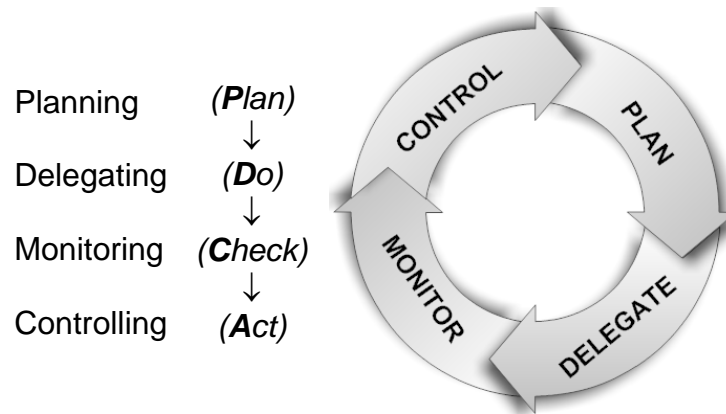 Planning (Plan)
↓
Delegating (Do)
↓
Monitoring (Check)
↓
Controlling (Act)
CONTROL
PLAN
DELEGATE
MONITOR